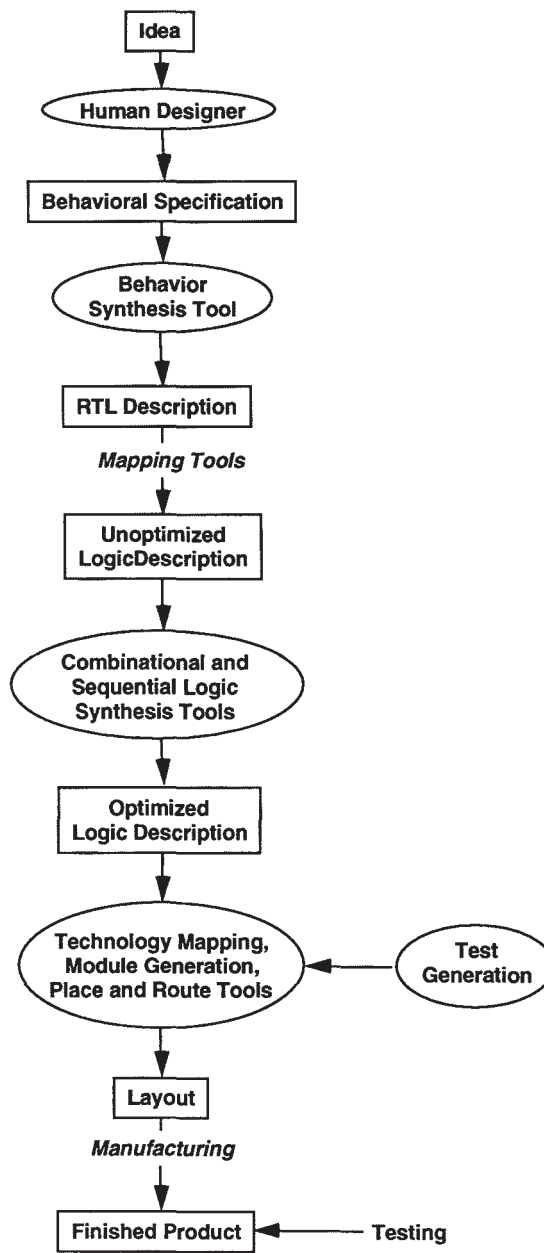 Idea
Human Designer
Behavioral Specification
Behavior
Synthesis Tool
RTL Description
Mapping Tools
Unoptimized
LogicDescription
Combinational and
Sequential Logic
Synthesis Tools
Optimized
Logic Description
Technology Mapping,
Module Generation,
Place and Route Tools
Test
Generation
Layout
Manufacturing
Finished Product
Testing